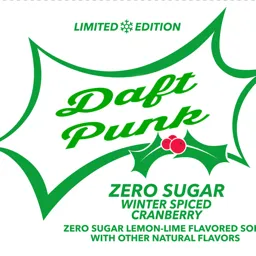 LIMITED EDITION
Daft
Punk
ZERO SUGAR
WINTER SPICED
CRANBERRY
ZERO SUGAR LEMON-LIME FLAVORED SO
WITH OTHER NATURAL FLAVORS